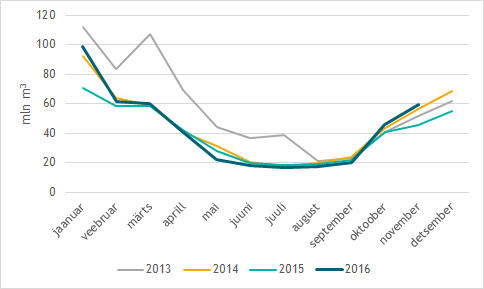 120
100
80
60
40
20
0
mln m³
jaanuar
veebruar
märts
aprill
mai
juuni
juuli
august
september
oktoober
november
detsember
2013 2014 2015 2016